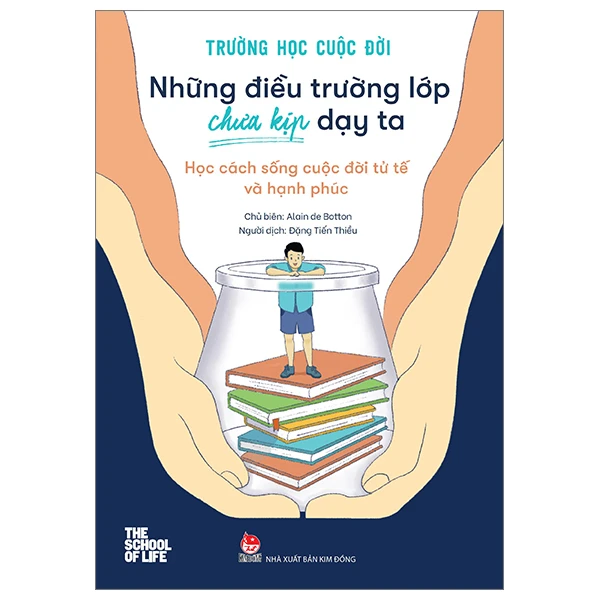 TRƯỜNG HỌC CUỘC ĐỜI
Những điều trường lớp
chưa kịp dạy ta
Học cách sống cuộc đời tử tế
và hạnh phúc
Chủ biên: Alain de Botton
Người dịch: Đặng Tiến Thiều
THE
SCHOOL
OF LIFE
NHÀ XUẤT BẢN KIM ĐỒNG